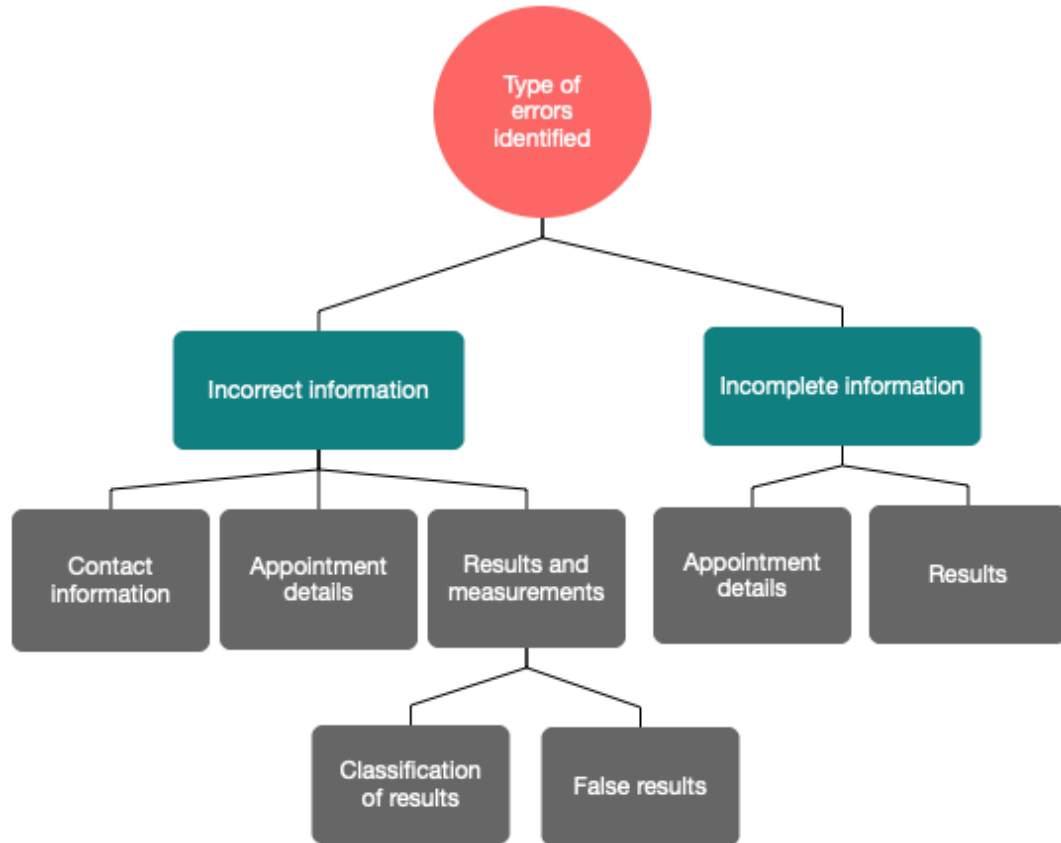 Type of
errors
identified
Incorrect information
Incomplete information
Contact
information
Appointment
details
Results and
measurements
Appointment
details
Results
Classification
of results
False results